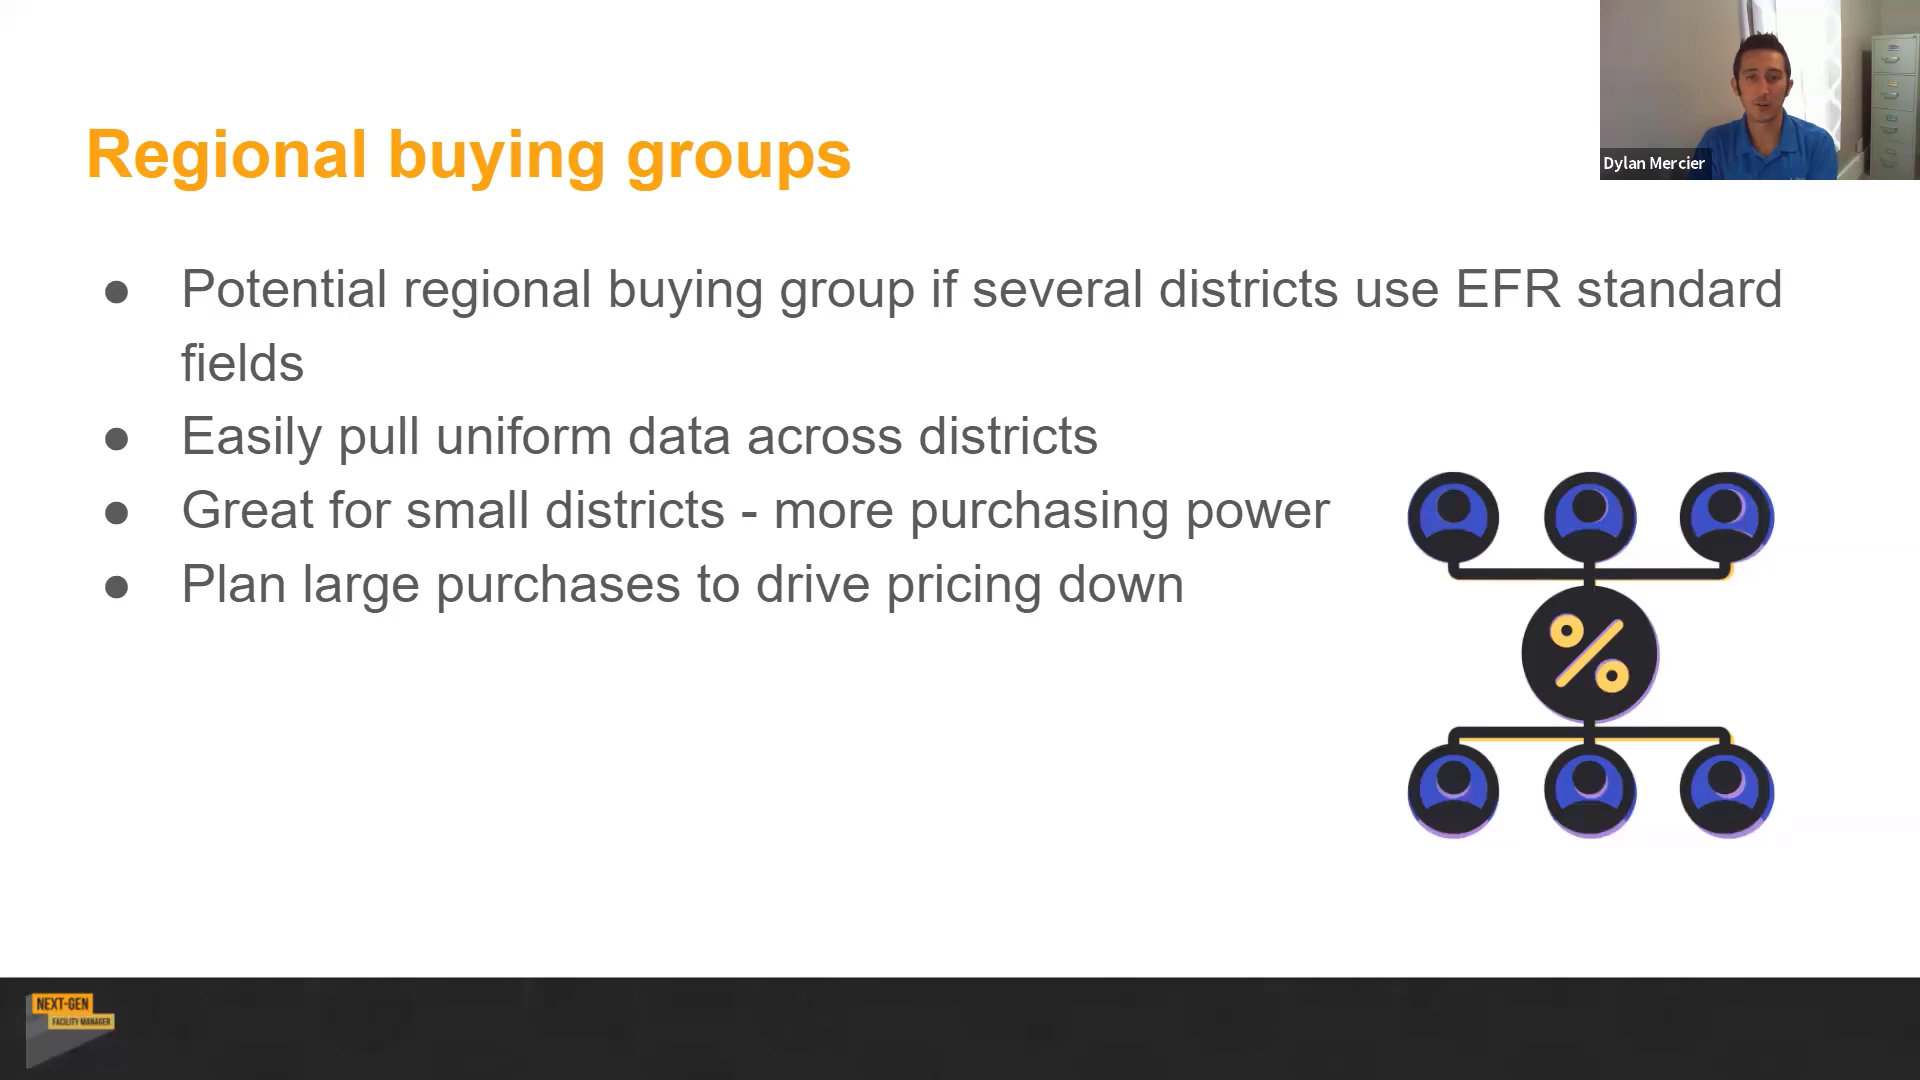 Dylan Mercier
Regional buying groups
● Potential regional buying group if several districts use EFR standard
fields
● Easily pull uniform data across districts
● Great for small districts - more purchasing power
● Plan large purchases to drive pricing down
%
NEXT-GEN
FACILITY MANAGER